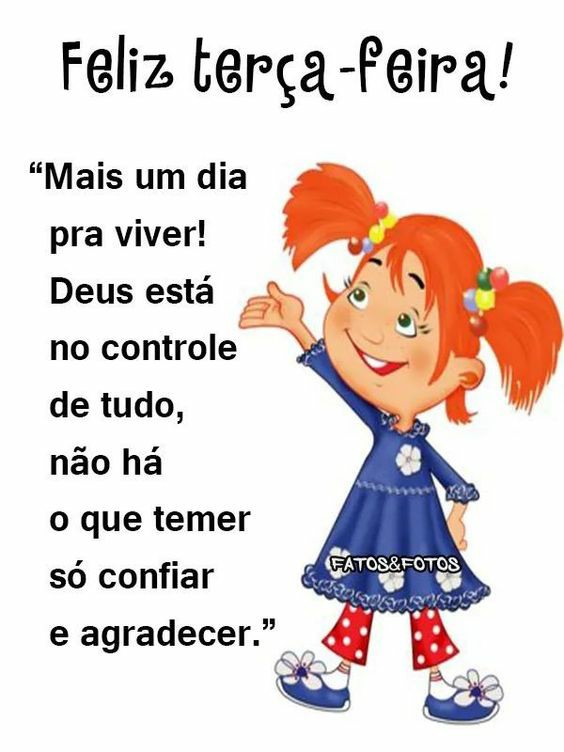 Feliz terça-feira!
“Mais um dia
pra viver!
Deus está
no controle
de tudo,
não há
o que temer
só confiar
e agradecer.”
FATOS&FOTOS